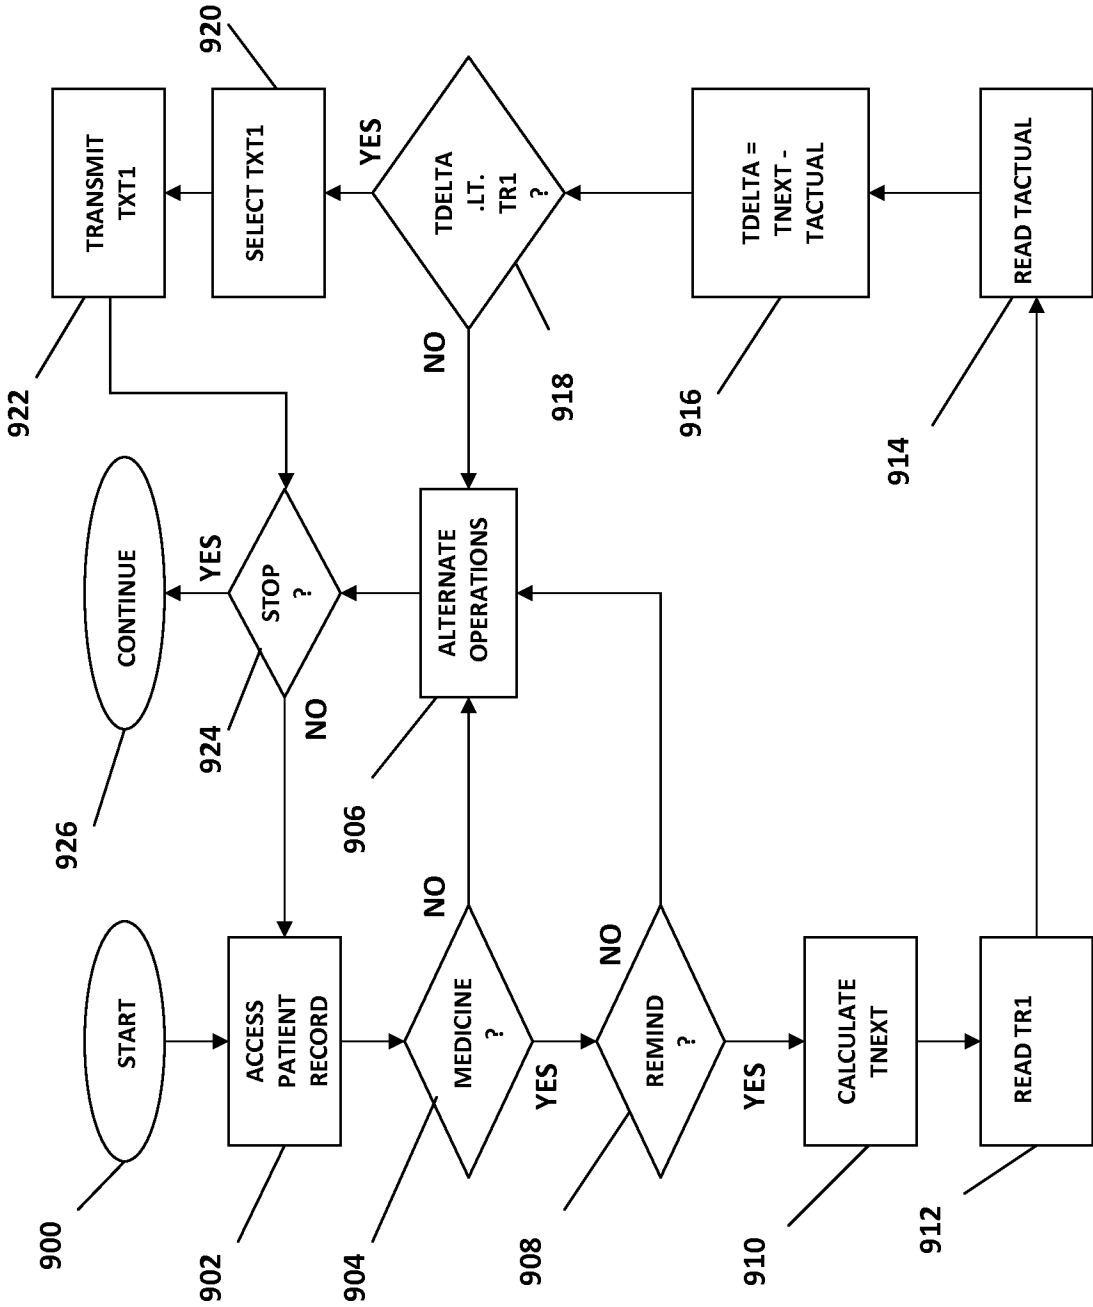 START
900
ACCESS
PATIENT
RECORD
902
MEDICINE
?
904
NO
YES
REMIND
?
908
NO
YES
CALCULATE
TNEXT
910
READ TR1
912
CONTINUE
926
YES
STOP
?
924
NO
ALTERNATE
OPERATIONS
906
TRANSMIT
TXT1
922
SELECT TXT1
920
YES
TDELTA
.LT.
TR1
?
918
NO
TDELTA =
TNEXT -
TACTUAL
916
READ TACTUAL
914